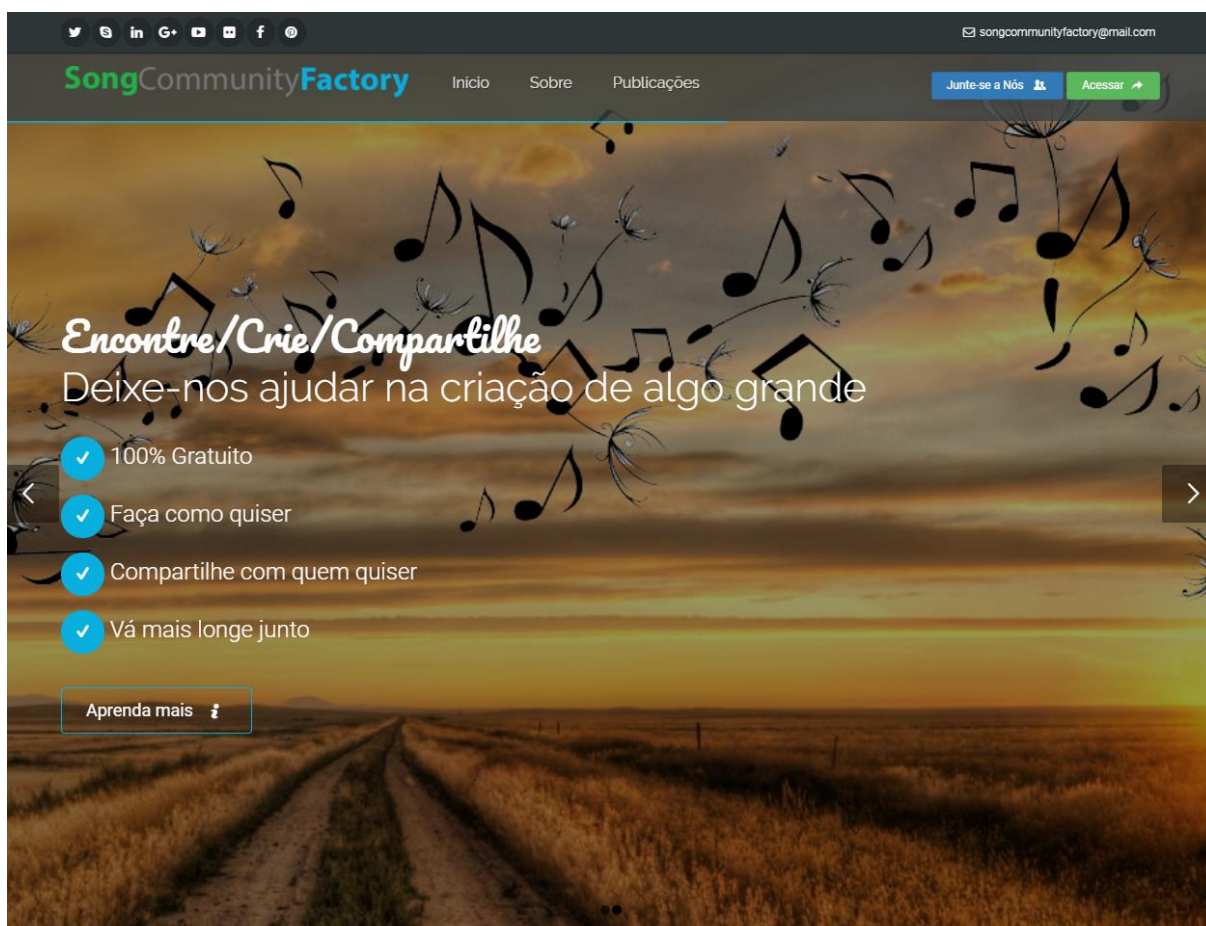 songcommunityfactory@mail.com
SongCommunityFactory Inicio Sobre Publicações Junte-se a Nós Acessar
Encontre/Crie/Compartilhe
Deixe-nos ajudar na criação de algo grande
100% Gratuito
Faça como quiser
Compartilhe com quem quiser
Vá mais longe junto
Aprenda mais